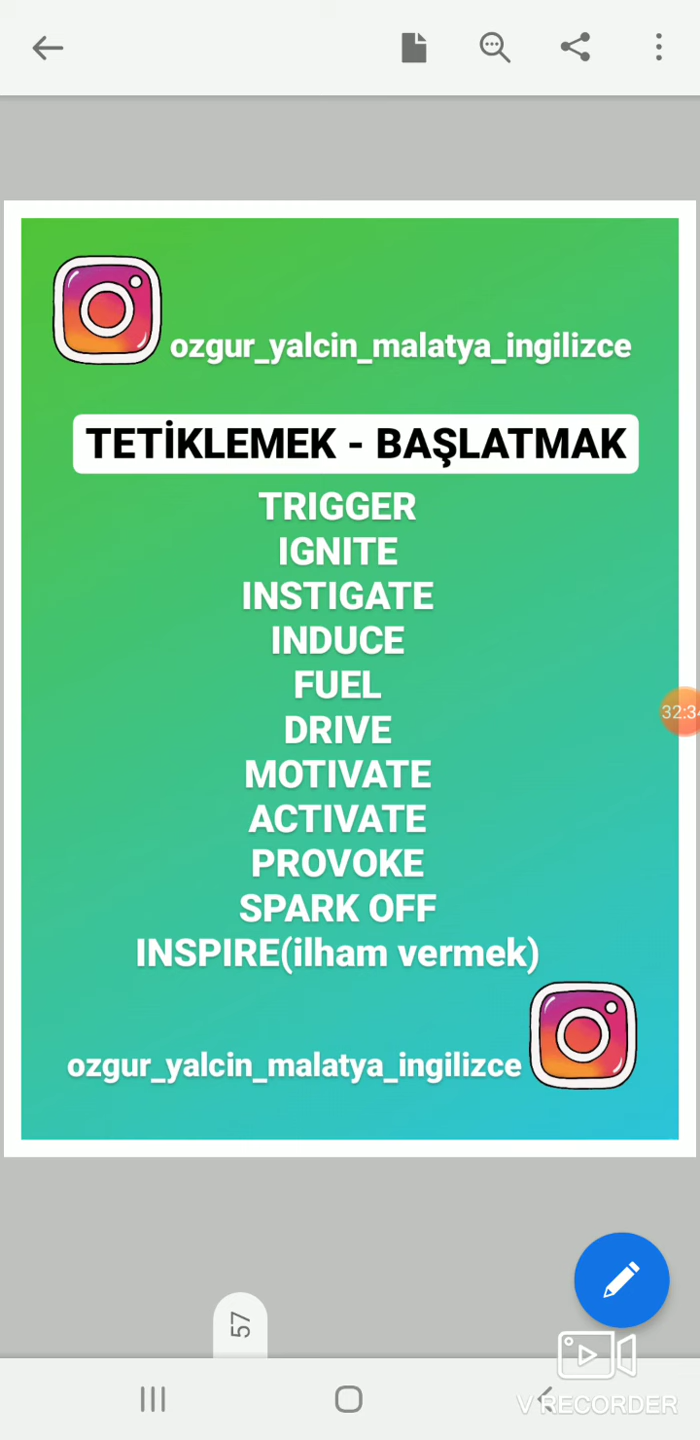 ozgur_yalcin_malatya_ingilizce
TETİKLEMEK - BAŞLATMAK
TRIGGER
IGNITE
INSTIGATE
INDUCE
FUEL
DRIVE
MOTIVATE
ACTIVATE
PROVOKE
SPARK OFF
INSPIRE(ilham vermek)
ozgur_yalcin_malatya_ingilizce
57
V RECORDER